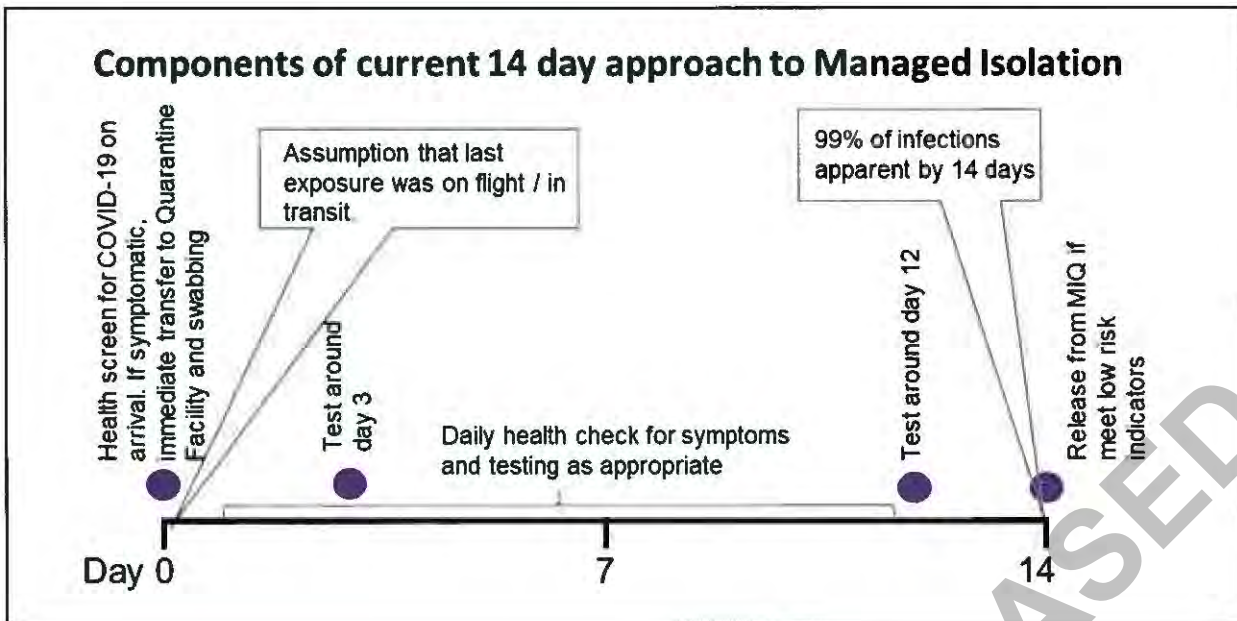 Components of current 14 day approach to Managed Isolation
Health screen for COVID-19 on
arrival. If symptomatic,
immediate transfer to Quarantine
Facility and swabbing
Assumption that last
exposure was on flight / in
transit
Test around
day 3
Daily health check for symptoms
and testing as appropriate
Test around day 12
99% of infections
apparent by 14 days
Release from MIQ if
meet low risk
indicators
Day 0
7
14
ASED